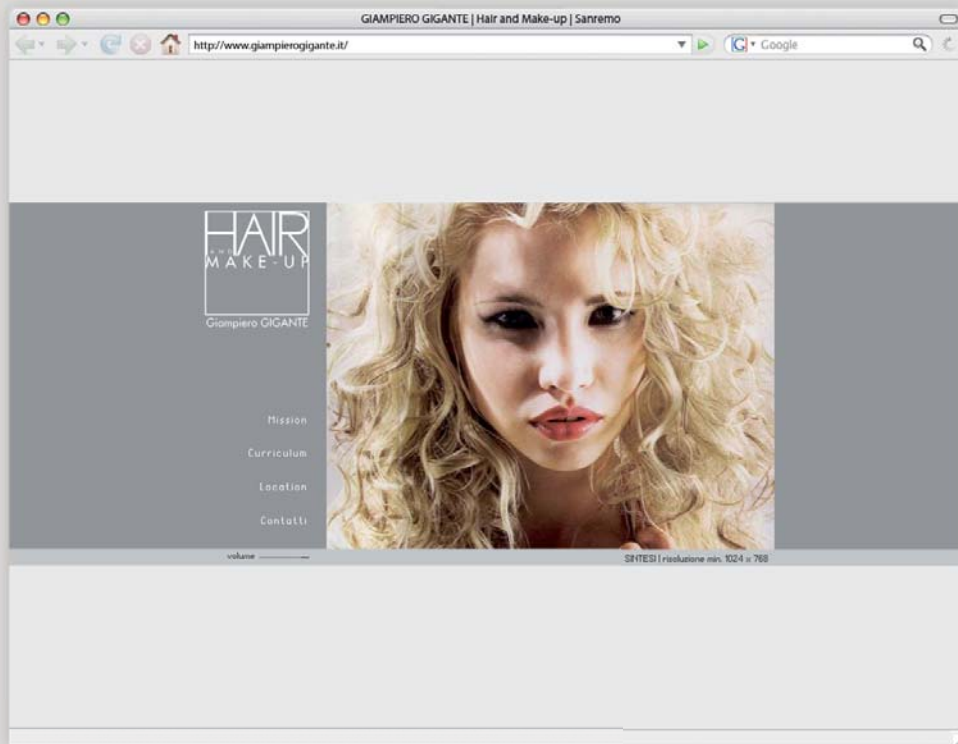 GIAMPIERO GIGANTE | Hair and Make-up | Sanremo
http://www.giampierogigante.it/
G Google
HAIR
AND
MAKE-UP
Giampiero GIGANTE
Mission
Curriculum
Location
Contatti
volume
SINTESI | risoluzione min. 1024 x 768